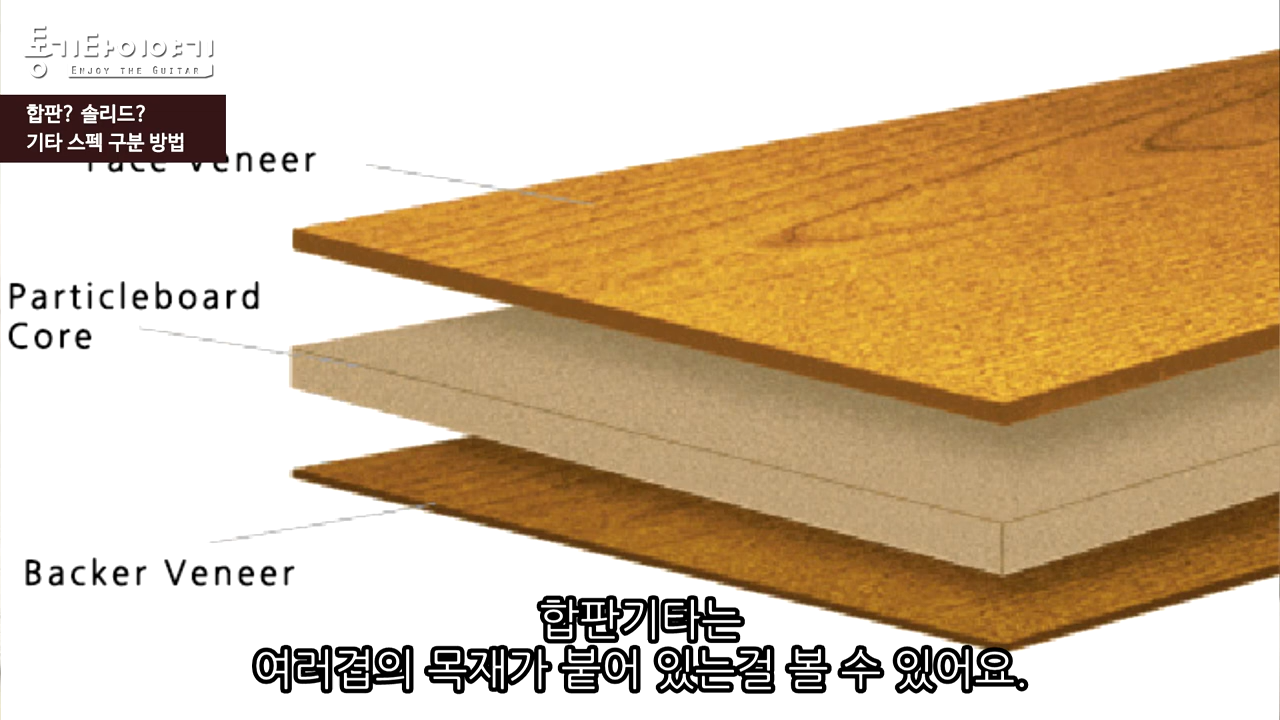 통기타이야기
ENJOY THE GUITAR
합판? 솔리드?
기타 스펙 구분 방법
Face Veneer
Particleboard
Core
Backer Veneer
합판기타는
여러겹의 목재가 붙어 있는걸 볼 수 있어요.